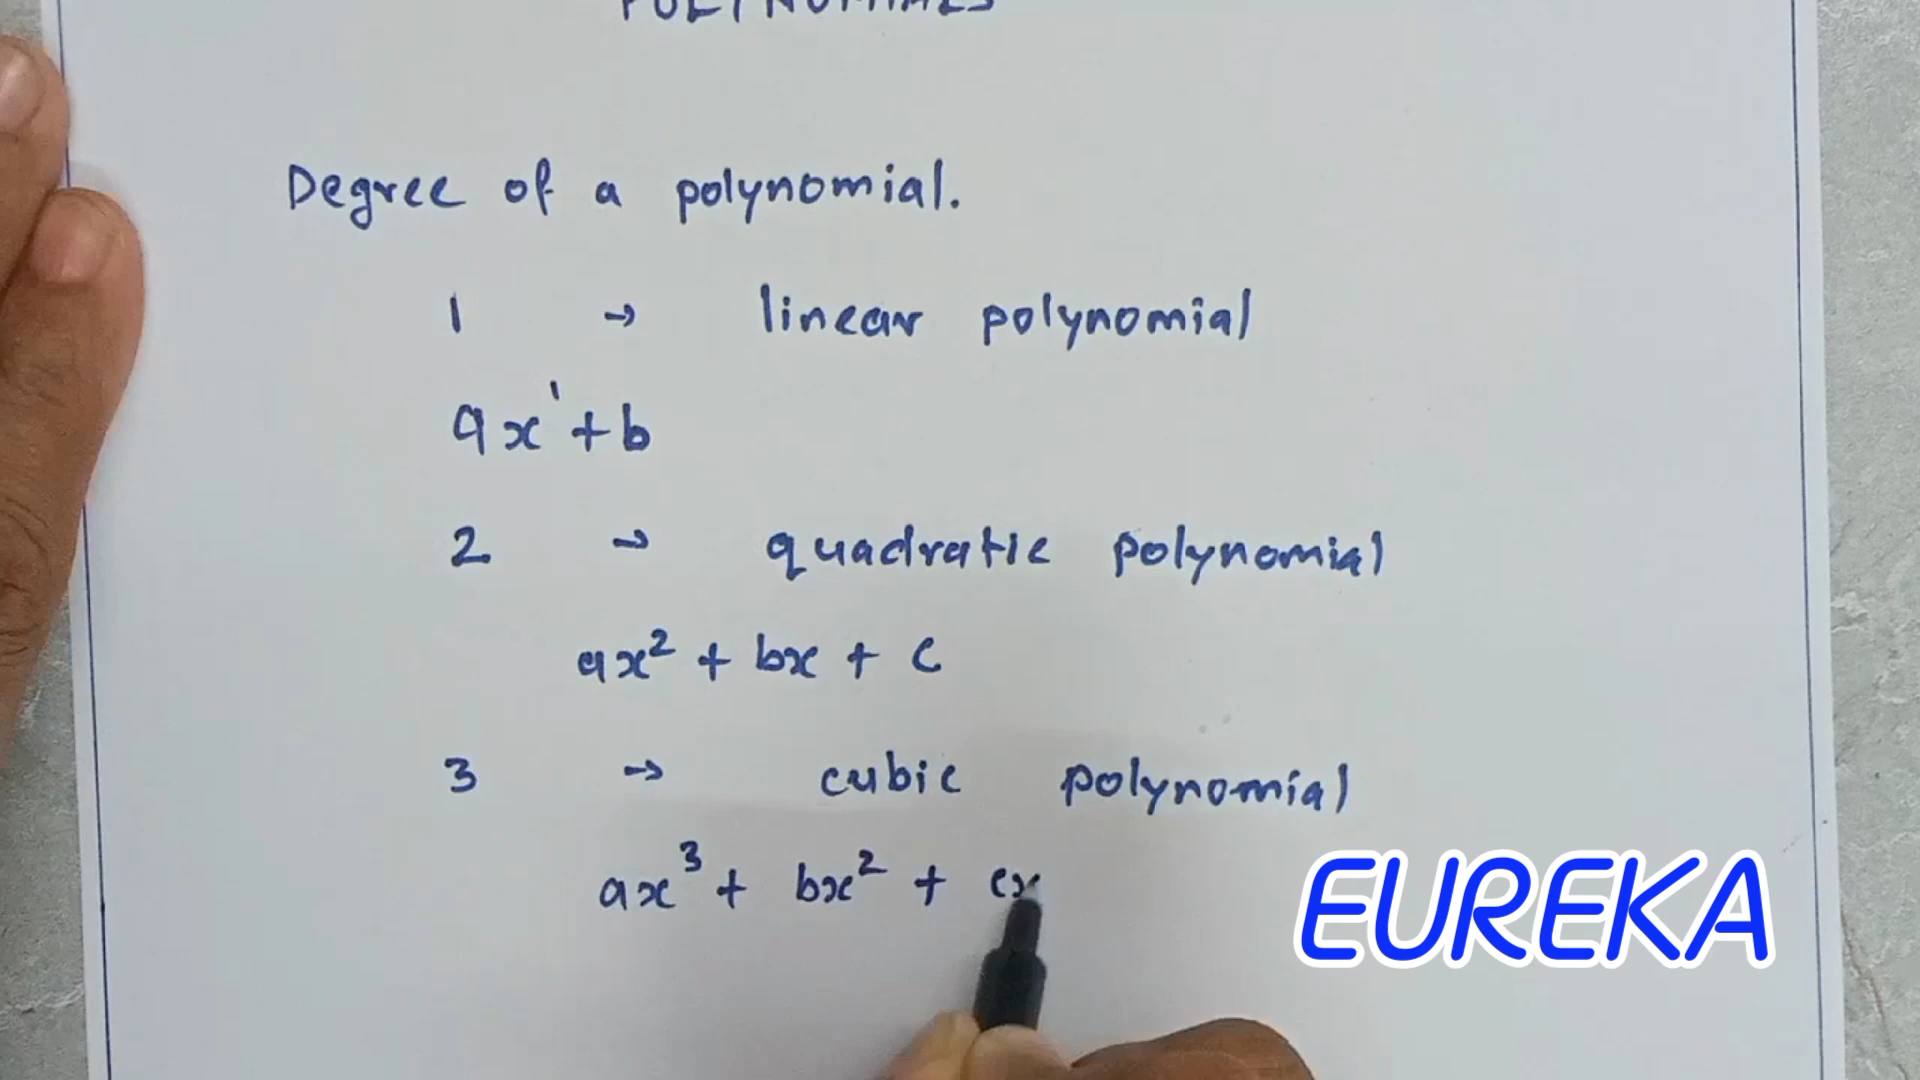 POLYNOMIALS
Degree of a polynomial.
1 → linear polynomial
ax¹ + b
2 → quadratic polynomial
ax² + bx + c
3 → cubic polynomial
ax³ + bx² + cx
EUREKA